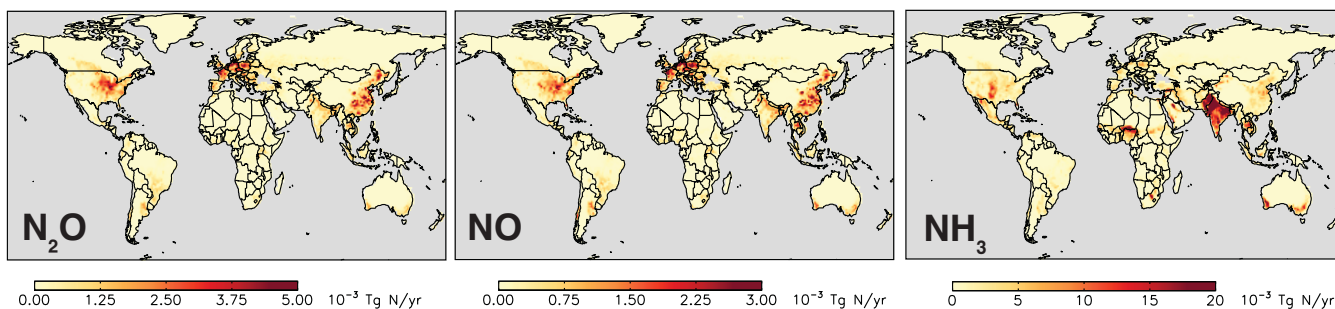 N₂O
NO
NH₃
0.00 1.25 2.50 3.75 5.00 10⁻³ Tg N/yr
0.00 0.75 1.50 2.25 3.00 10⁻³ Tg N/yr
0 5 10 15 20 10⁻³ Tg N/yr